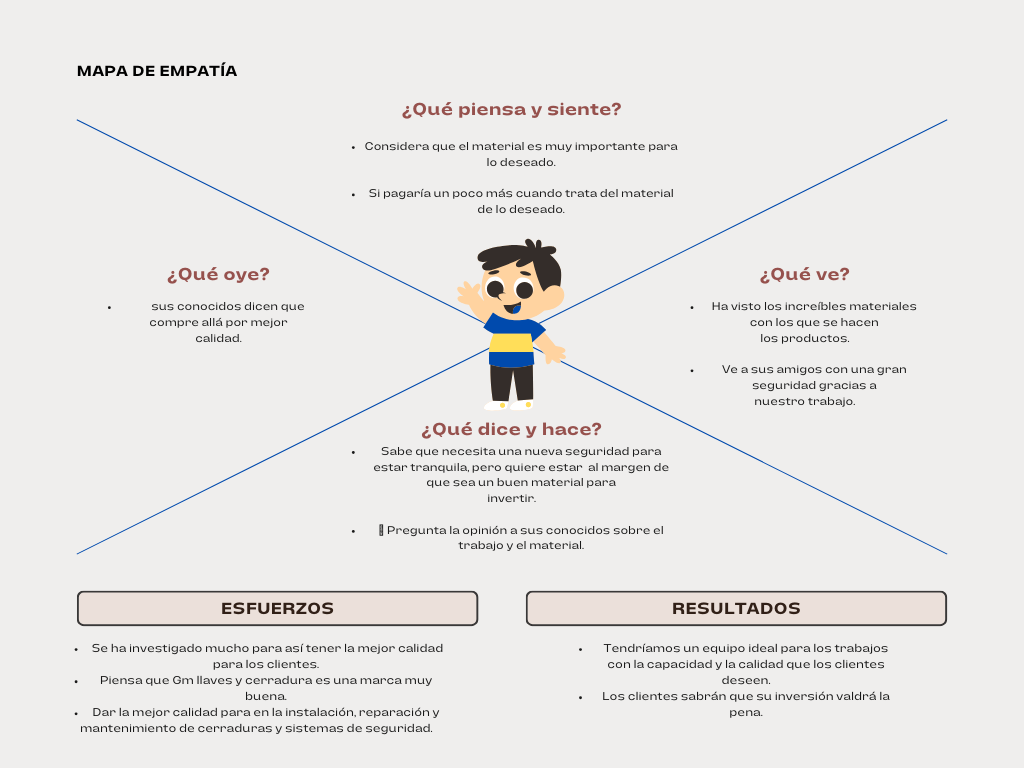 MAPA DE EMPATÍA
¿Qué piensa y siente?
• Considera que el material es muy importante para
lo deseado.
• Si pagaría un poco más cuando trata del material
de lo deseado.
¿Qué oye?
• sus conocidos dicen que
compre allá por mejor
calidad.
¿Qué ve?
• Ha visto los increíbles materiales
con los que se hacen
los productos.
• Ve a sus amigos con una gran
seguridad gracias a
nuestro trabajo.
¿Qué dice y hace?
• Sabe que necesita una nueva seguridad para
estar tranquila, pero quiere estar al margen de
que sea un buen material para
invertir.
• Pregunta la opinión a sus conocidos sobre el
trabajo y el material.
ESFUERZOS
• Se ha investigado mucho para así tener la mejor calidad
para los clientes.
• Piensa que Gm llaves y cerradura es una marca muy
buena.
• Dar la mejor calidad para en la instalación, reparación y
mantenimiento de cerraduras y sistemas de seguridad.
RESULTADOS
• Tendríamos un equipo ideal para los trabajos
con la capacidad y la calidad que los clientes
deseen.
• Los clientes sabrán que su inversión valdrá la
pena.